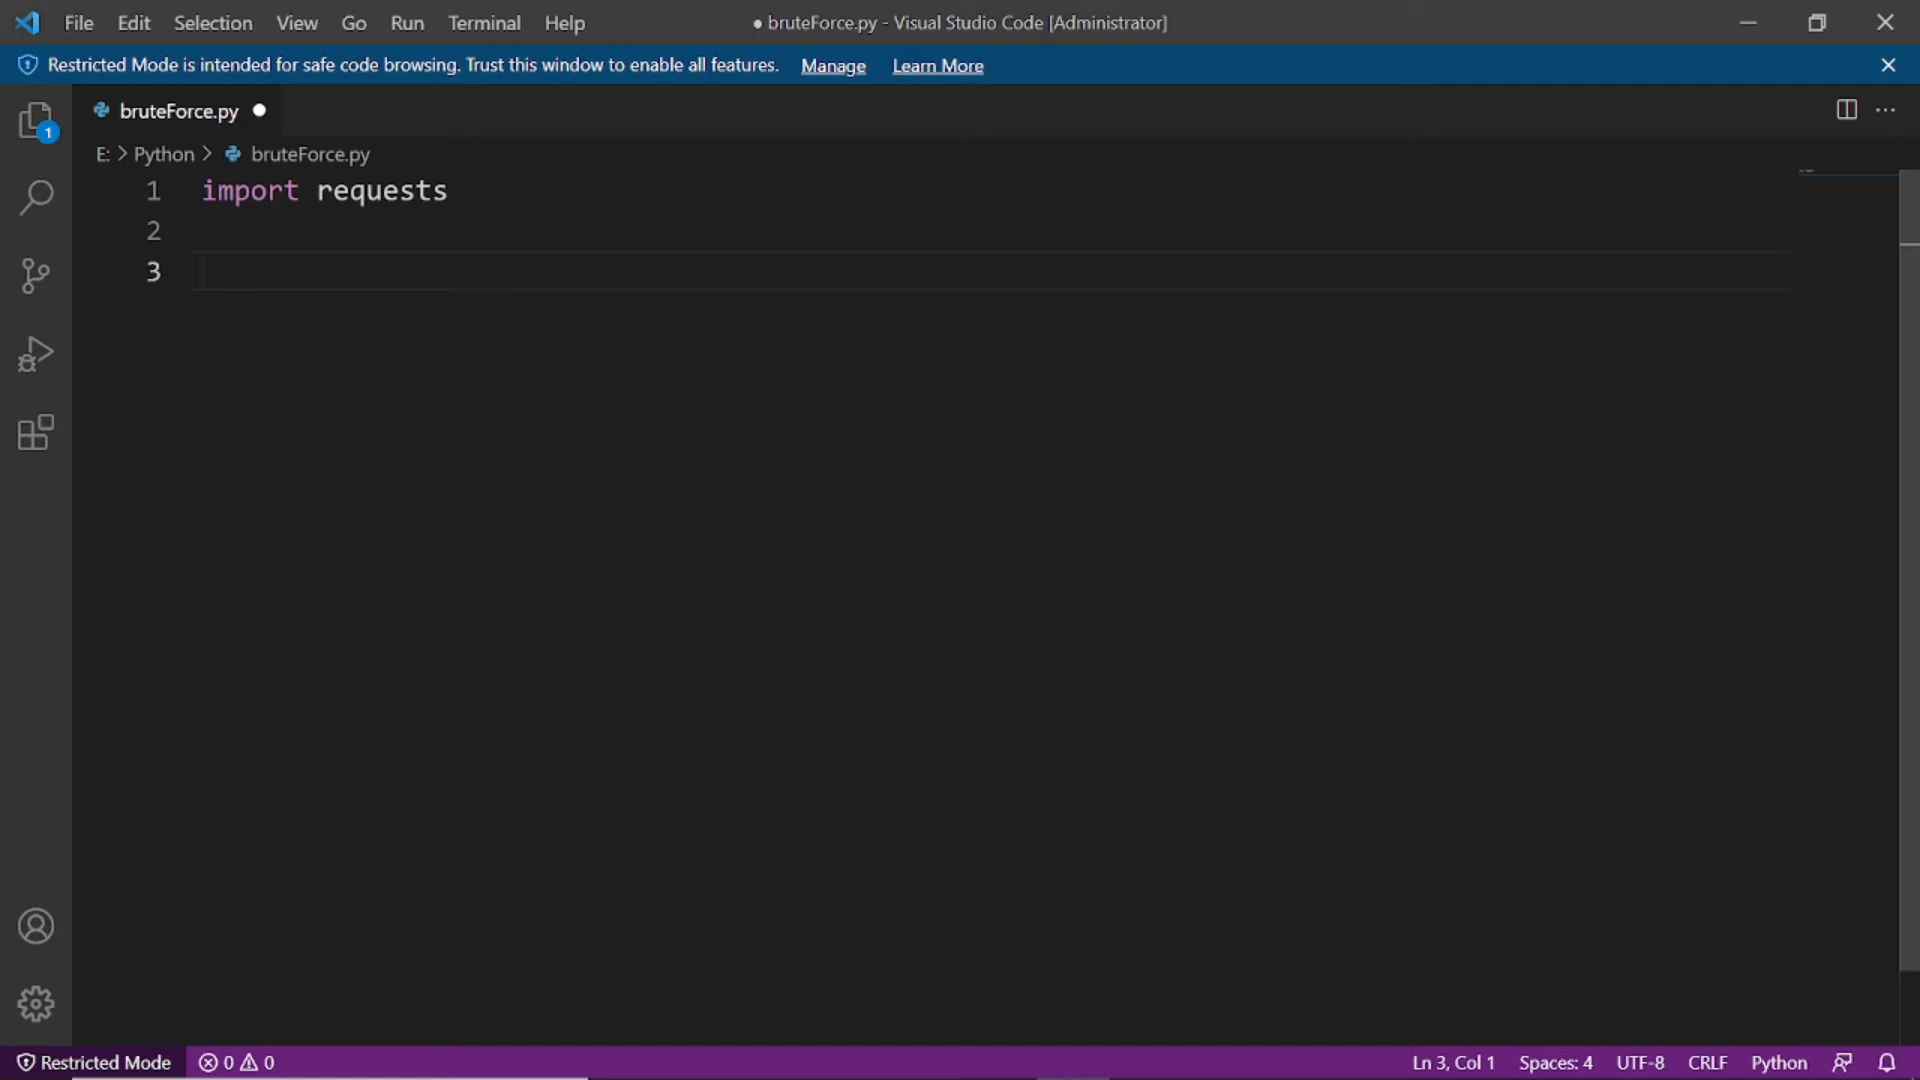 File Edit Selection View Go Run Terminal Help ● bruteForce.py - Visual Studio Code [Administrator]
Restricted Mode is intended for safe code browsing. Trust this window to enable all features. Manage Learn More
bruteForce.py
1
E: > Python > bruteForce.py
1 import requests
2
3
Restricted Mode 0 0 Ln 3, Col 1 Spaces: 4 UTF-8 CRLF Python